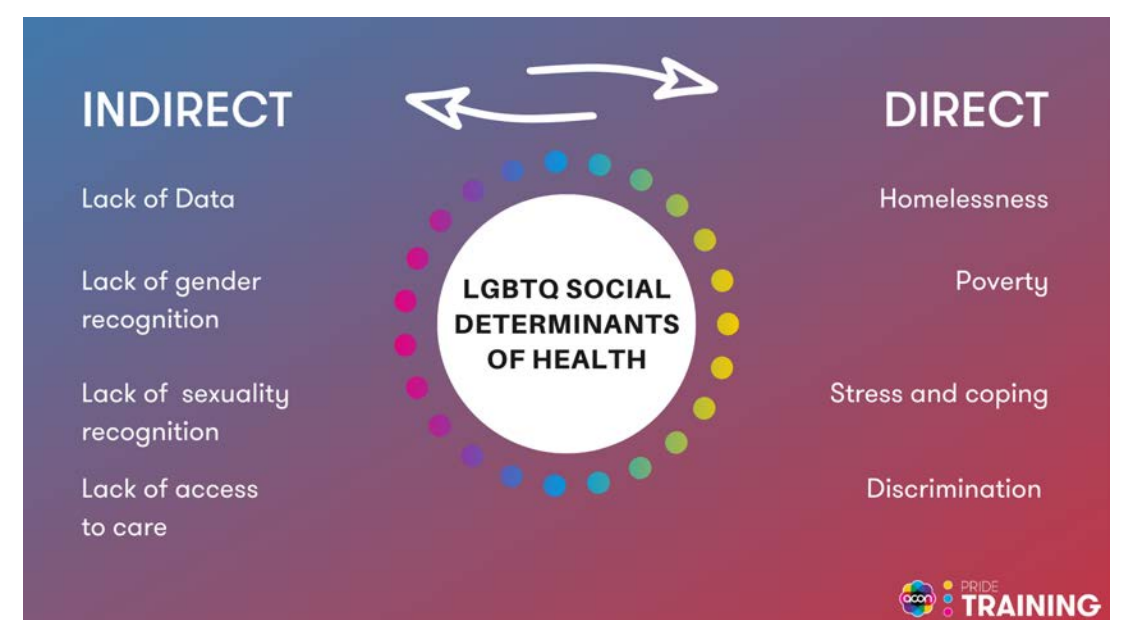 INDIRECT
DIRECT
Lack of Data
Lack of gender
recognition
Lack of sexuality
recognition
Lack of access
to care
LGBTQ SOCIAL
DETERMINANTS
OF HEALTH
Homelessness
Poverty
Stress and coping
Discrimination
acon
PRIDE
TRAINING